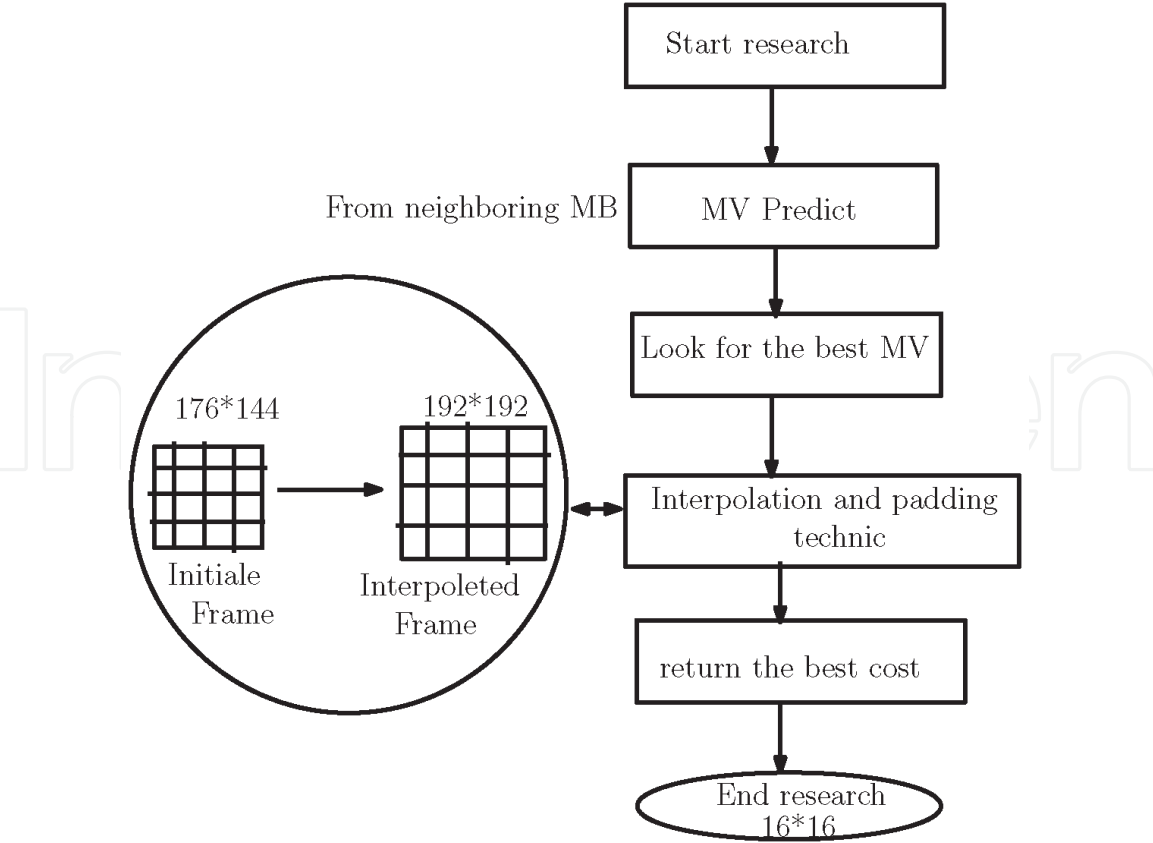 Start research
From neighboring MB
MV Predict
Look for the best MV
176*144
192*192
Initiale
Frame
Interpoleted
Frame
Interpolation and padding
technic
return the best cost
End research
16*16